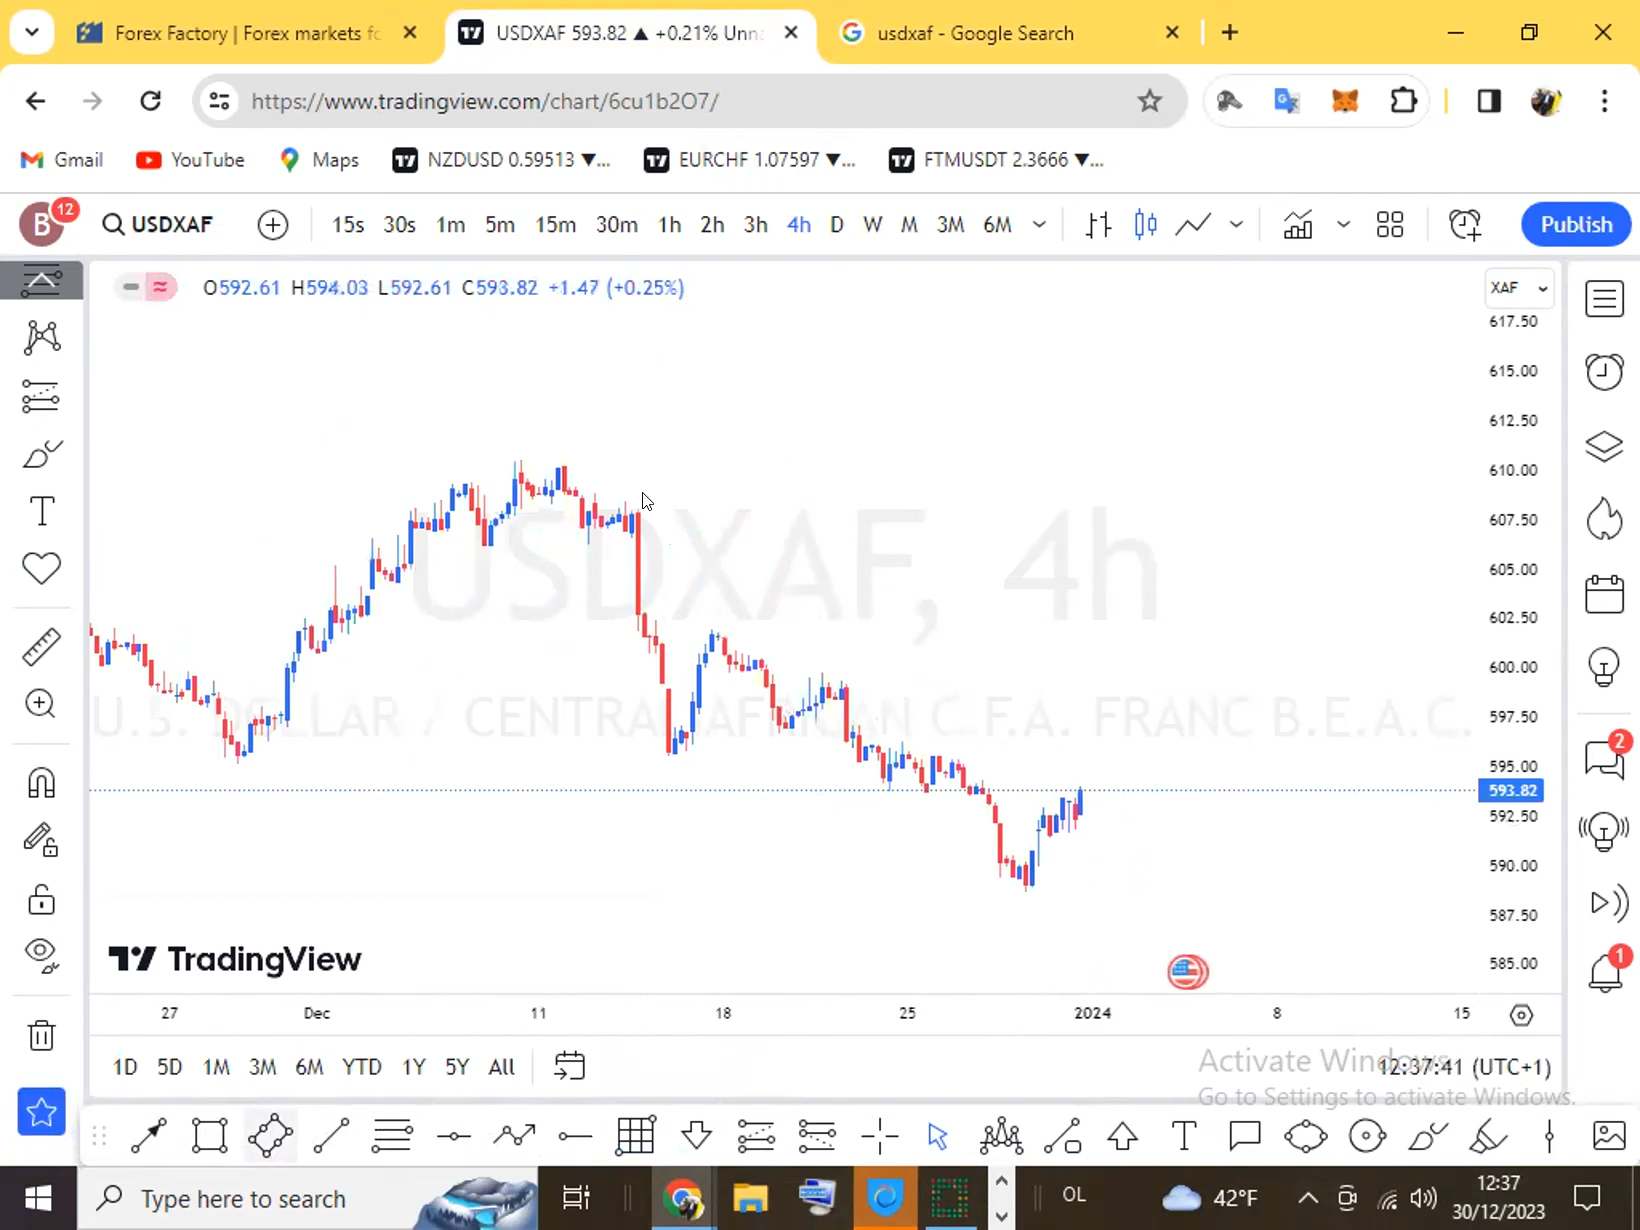 Forex Factory | Forex markets fo
USDXAF 593.82 ▲ +0.21% Unna
usdxaf - Google Search
https://www.tradingview.com/chart/6cu1b2O7/
Gmail
YouTube
Maps
NZDUSD 0.59513 ▼...
EURCHF 1.07597 ▼...
FTMUSDT 2.3666 ▼...
B
12
USDXAF
15s 30s 1m 5m 15m 30m 1h 2h 3h 4h D W M 3M 6M
Publish
O592.61 H594.03 L592.61 C593.82 +1.47 (+0.25%)
XAF
617.50
615.00
612.50
610.00
607.50
605.00
602.50
600.00
597.50
595.00
593.82
592.50
590.00
587.50
585.00
USDXAF, 4h
U.S. DOLLAR / CENTRAL AFRICAN C.F.A. FRANC B.E.A.C.
2
1
TradingView
27 Dec 11 18 25 2024 8 15
1D 5D 1M 3M 6M YTD 1Y 5Y All
12:37:41 (UTC+1)
Activate Windows
Go to Settings to activate Windows.
Type here to search
OL
42°F
12:37
30/12/2023